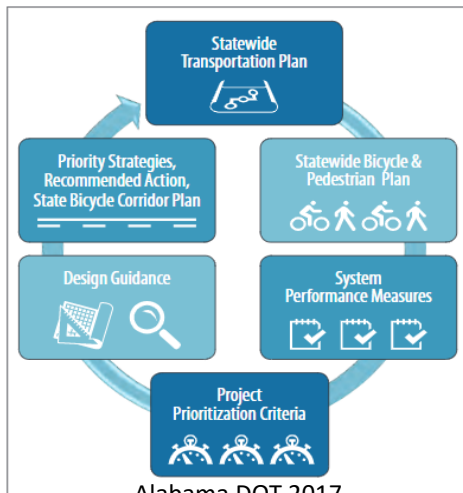 Statewide
Transportation Plan
Statewide Bicycle &
Pedestrian Plan
System
Performance Measures
Project
Prioritization Criteria
Design Guidance
Priority Strategies,
Recommended Action,
State Bicycle Corridor Plan
Alabama DOT 2017